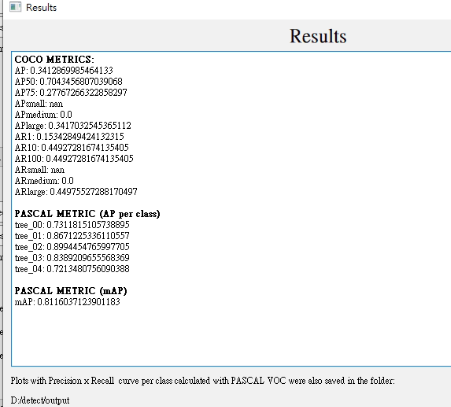 Results
Results
COCO METRICS:
AP: 0.3412869985464133
AP50: 0.7043456807039068
AP75: 0.27767266322858297
APsmall: nan
APmedium: 0.0
APlarge: 0.3417032545365112
AR1: 0.15342849424132315
AR10: 0.44927281674135405
AR100: 0.44927281674135405
ARsmall: nan
ARmedium: 0.0
ARlarge: 0.44975527288170497
PASCAL METRIC (AP per class)
tree_00: 0.7311815105738895
tree_01: 0.8671225336110557
tree_02: 0.8994454765997705
tree_03: 0.8389209655568369
tree_04: 0.7213480756090388
PASCAL METRIC (mAP)
mAP: 0.8116037123901183
Plots with Precision x Recall curve per class calculated with PASCAL VOC were also saved in the folder:
D:/detect/output